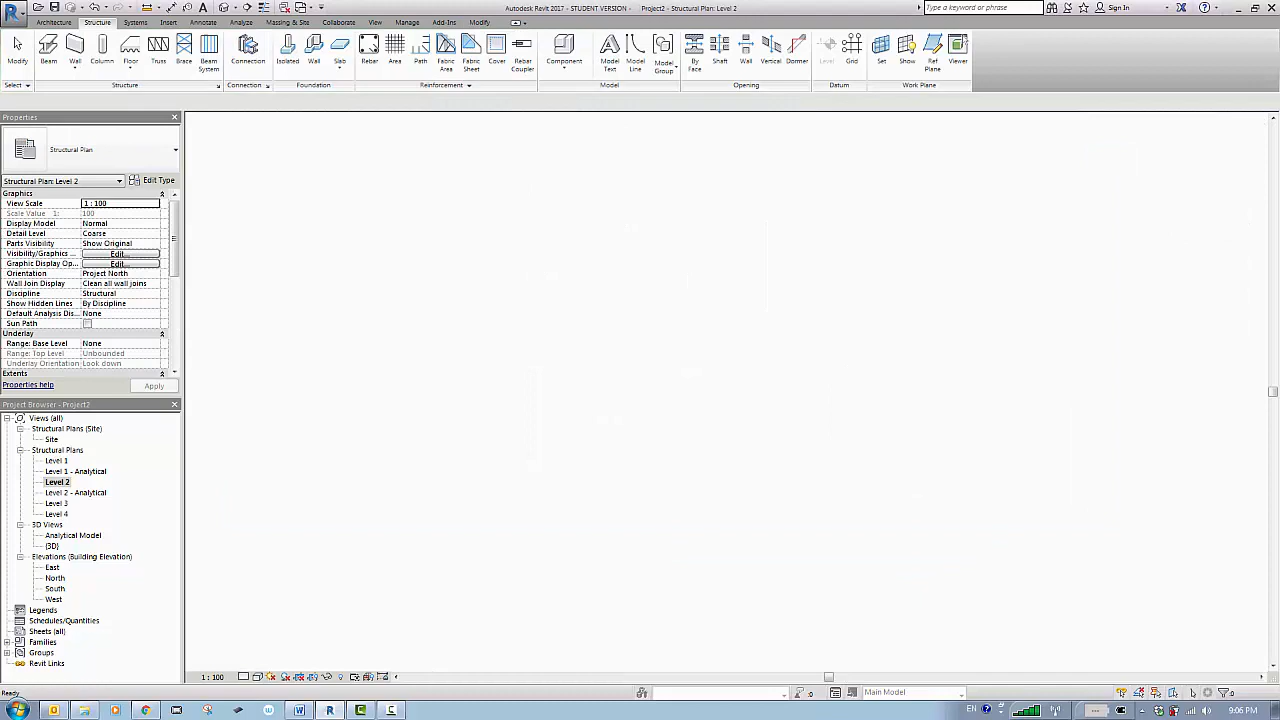 Autodesk Revit 2017 - STUDENT VERSION - Project2 - Structural Plan: Level 2
Type a keyword or phrase
Sign In
Architecture Structure Systems Insert Annotate Analyze Massing & Site Collaborate View Manage Add-Ins Modify
Modify Beam Wall Column Floor Truss Brace Beam System Connection Isolated Wall Slab Rebar Area Path Fabric Area Fabric Sheet Cover Rebar Coupler Component Model Text Model Line Model Group By Face Shaft Wall Vertical Dormer Level Grid Set Show Ref Plane Viewer
Select Structure Connection Foundation Reinforcement Model Opening Datum Work Plane
Properties
Structural Plan
Structural Plan: Level 2 Edit Type
Graphics
View Scale 1 : 100
Scale Value 1: 100
Display Model Normal
Detail Level Coarse
Parts Visibility Show Original
Visibility/Graphics ... Edit...
Graphic Display Op... Edit...
Orientation Project North
Wall Join Display Clean all wall joins
Discipline Structural
Show Hidden Lines By Discipline
Default Analysis Dis... None
Sun Path
Underlay
Range: Base Level None
Range: Top Level Unbounded
Underlay Orientation Look down
Extents
Properties help Apply
Project Browser - Project2
Views (all)
Structural Plans (Site)
Site
Structural Plans
Level 1
Level 1 - Analytical
Level 2
Level 2 - Analytical
Level 3
Level 4
3D Views
Analytical Model
{3D}
Elevations (Building Elevation)
East
North
South
West
Legends
Schedules/Quantities
Sheets (all)
Families
Groups
Revit Links
1 : 100
Ready
:0
Main Model
:0
EN
9:06 PM